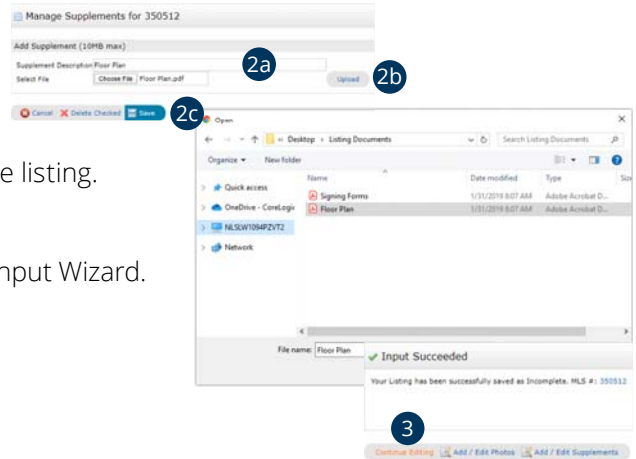 Manage Supplements for 350512
Add Supplement (10MB max)
Supplement Description Floor Plan
2a
Select File Choose File Floor Plan.pdf
Upload
2b
Cancel Delete Checked Save
2c
Open
« Desktop › Listing Documents
Search Listing Documents
Organize New folder
Name Date modified Type Size
Quick access
Signing Forms 1/31/2019 8:07 AM Adobe Acrobat D...
OneDrive - CoreLogic
Floor Plan 1/31/2019 8:07 AM Adobe Acrobat D...
NLSLW1094PZVT2
Network
e listing.
nput Wizard.
File name: Floor Plan
Input Succeeded
Your Listing has been successfully saved as Incomplete. MLS #: 350512
3
Continue Editing Add / Edit Photos Add / Edit Supplements